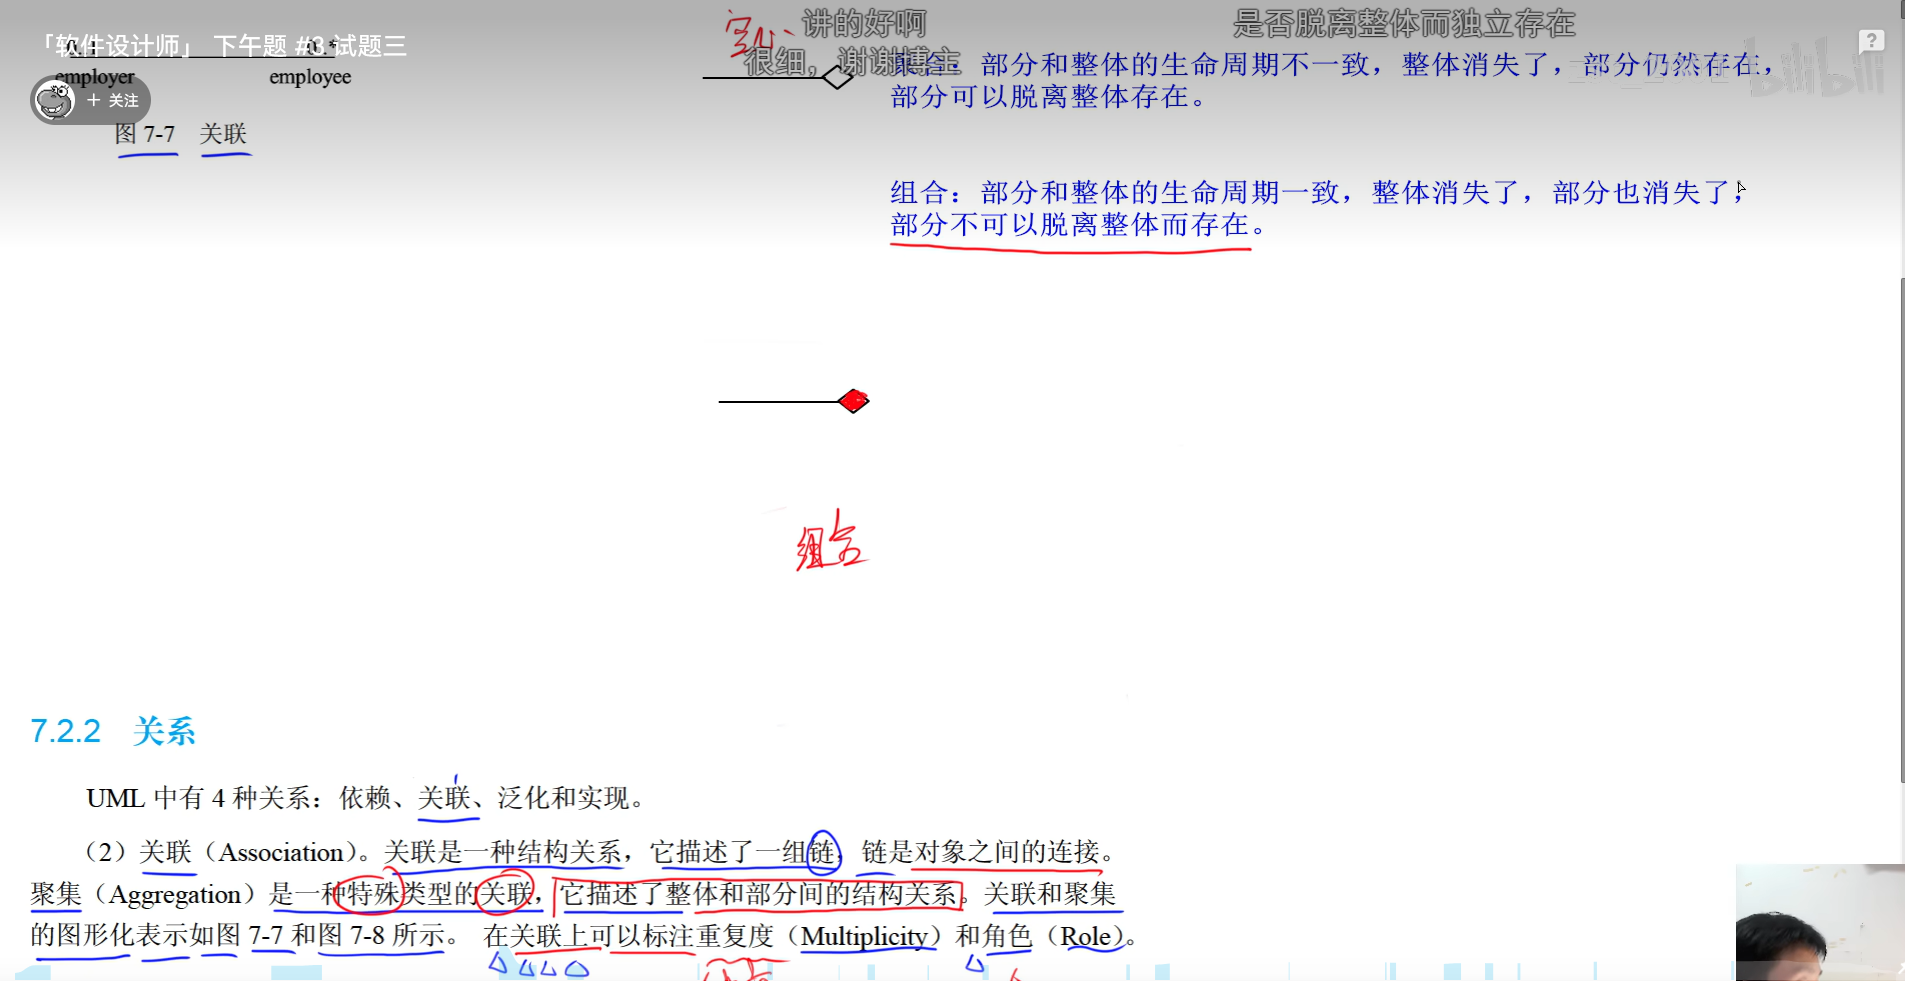 讲的好啊
是否脱离整体而独立存在
「软件设计师」 下午题 #3 试题三
空心
很细，谢谢博主
聚合：部分和整体的生命周期不一致，整体消失了，部分仍然存在，
部分可以脱离整体存在。
employer
employee
+ 关注
bilibili
图 7-7 关联
组合：部分和整体的生命周期一致，整体消失了，部分也消失了，
部分不可以脱离整体而存在。
组合
7.2.2 关系
UML 中有 4 种关系：依赖、关联、泛化和实现。
（2）关联（Association）。关联是一种结构关系，它描述了一组链，链是对象之间的连接。
聚集（Aggregation）是一种特殊类型的关联，它描述了整体和部分间的结构关系。关联和聚集
的图形化表示如图 7-7 和图 7-8 所示。 在关联上可以标注重复度（Multiplicity）和角色（Role）。